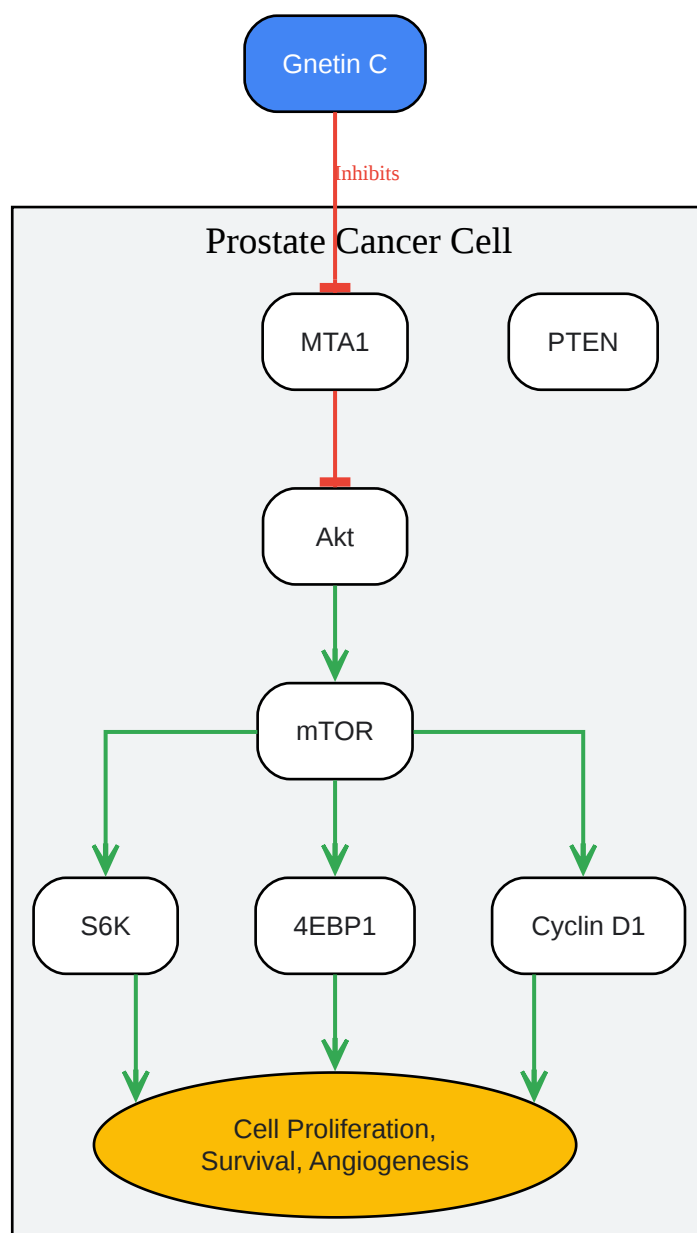 Gnetin C
Inhibits
Prostate Cancer Cell
MTA1
PTEN
Akt
mTOR
S6K
4EBP1
Cyclin D1
Cell Proliferation,
Survival, Angiogenesis